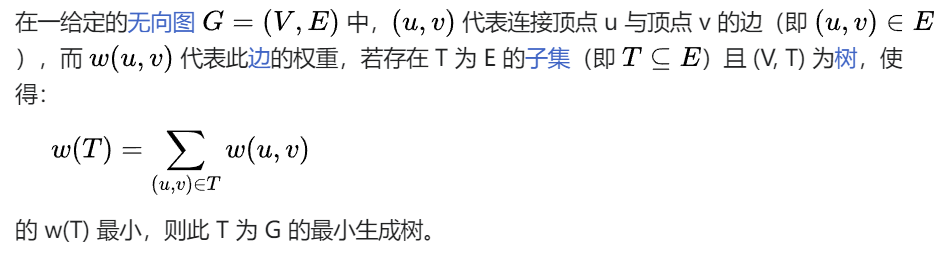 在一给定的无向图 G = (V, E) 中，(u, v) 代表连接顶点 u 与顶点 v 的边（即 (u, v) ∈ E
），而 w(u, v) 代表此边的权重，若存在 T 为 E 的子集（即 T ⊆ E）且 (V, T) 为树，使
得：
w(T) = ∑ w(u, v)
(u,v)∈T
的 w(T) 最小，则此 T 为 G 的最小生成树。